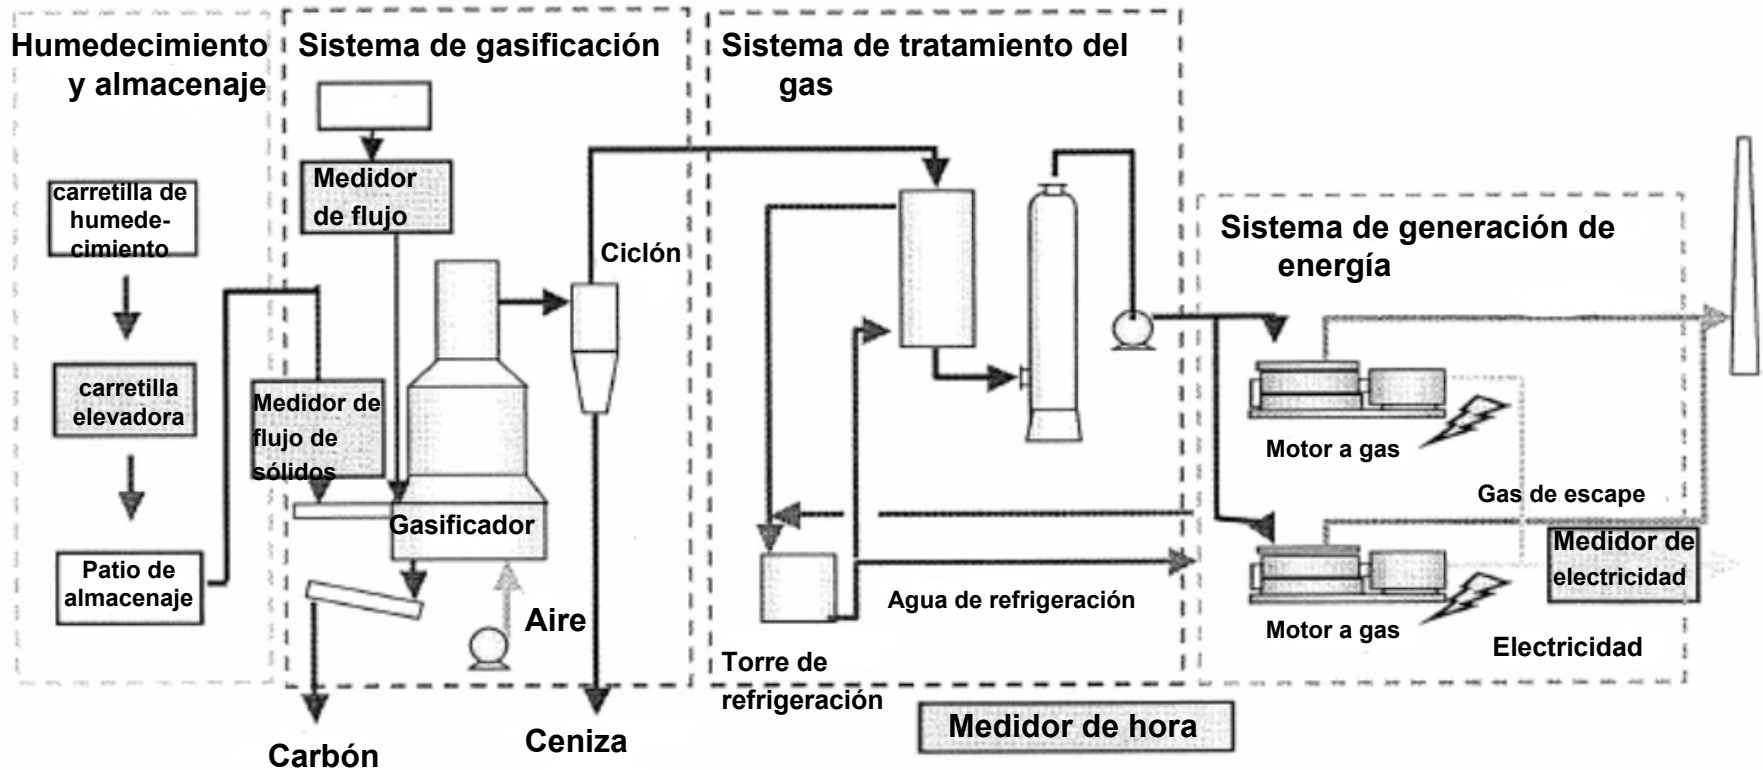 Humedecimiento
y almacenaje
carretilla de
humede-
cimiento
carretilla
elevadora
Patio de
almacenaje
Sistema de gasificación
Medidor
de flujo
Ciclón
Medidor de
flujo de
sólidos
Gasificador
Aire
Carbón
Ceniza
Sistema de tratamiento del
gas
Agua de refrigeración
Torre de
refrigeración
Sistema de generación de
energía
Motor a gas
Gas de escape
Medidor de
electricidad
Motor a gas
Electricidad
Medidor de hora